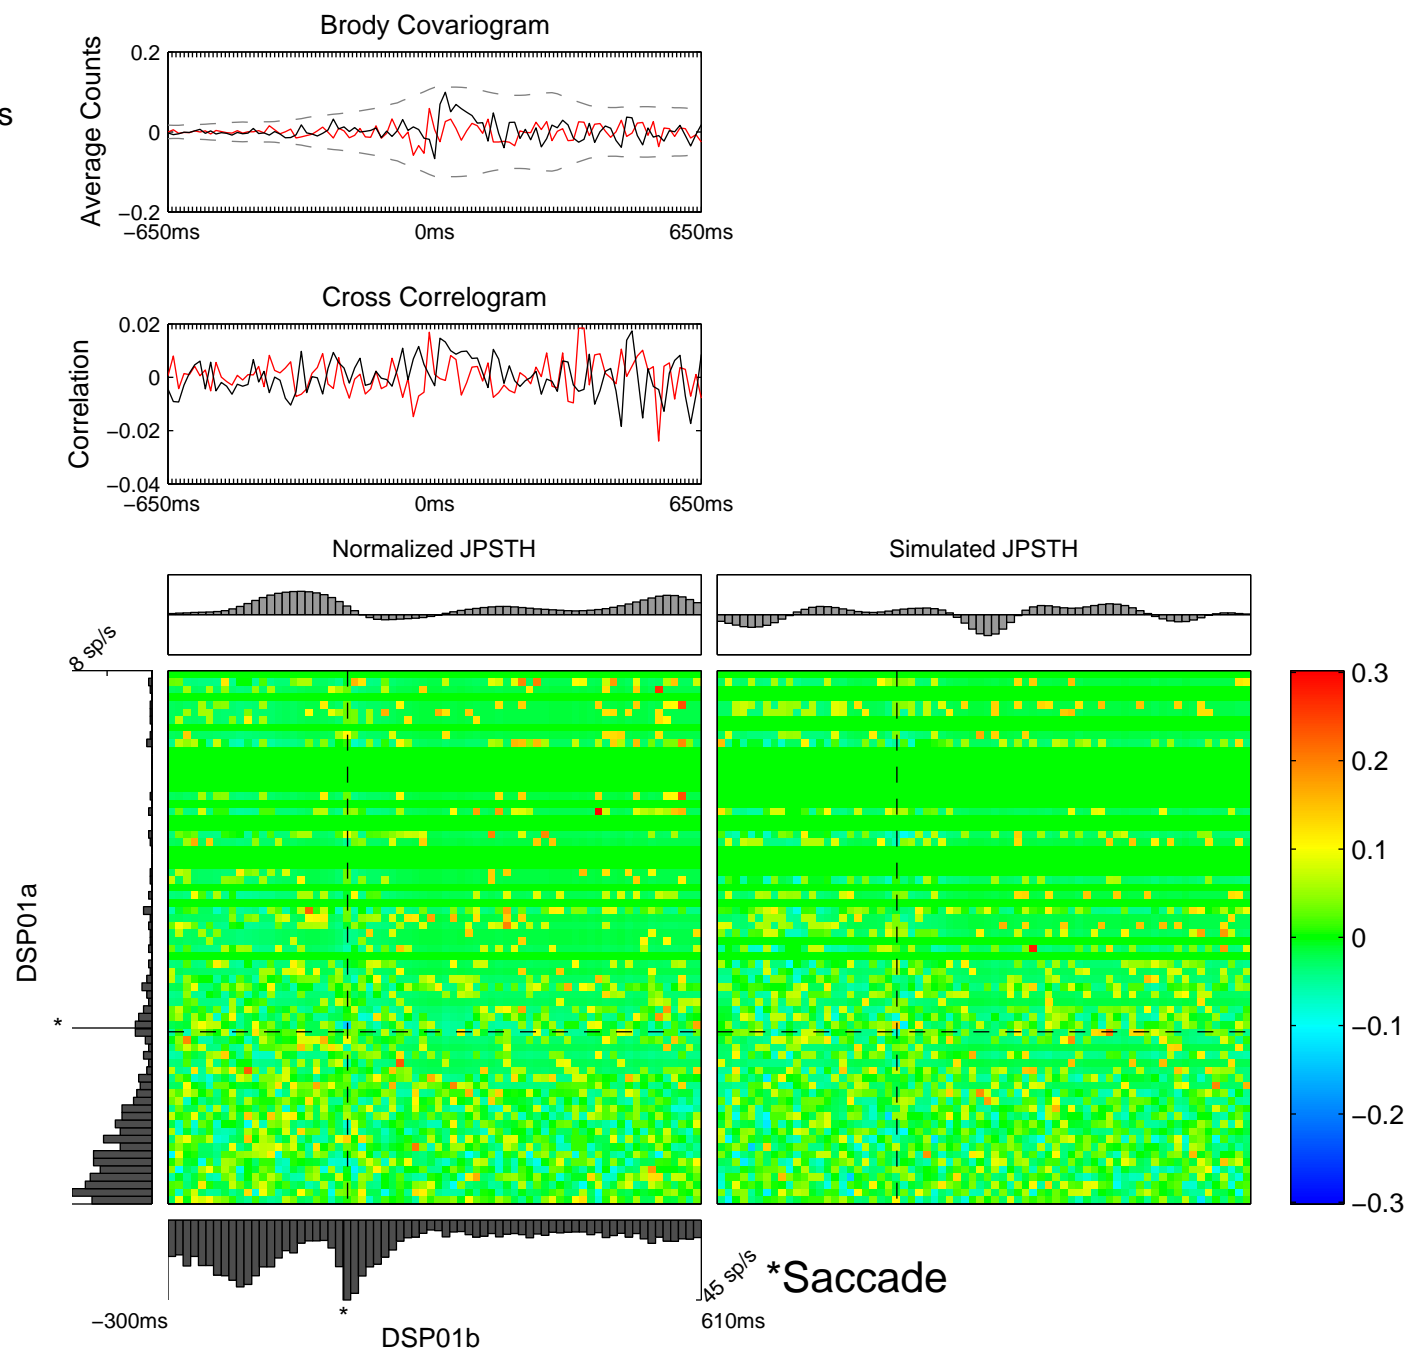 Brody Covariogram
s
Average Counts
0.2
0
−0.2
−650ms 0ms 650ms
Cross Correlogram
Correlation
0.02
0
−0.02
−0.04
−650ms 0ms 650ms
Normalized JPSTH Simulated JPSTH
8 sp/s
DSP01a
*
0.3
0.2
0.1
0
−0.1
−0.2
−0.3
45 sp/s
*Saccade
*
−300ms 610ms
DSP01b